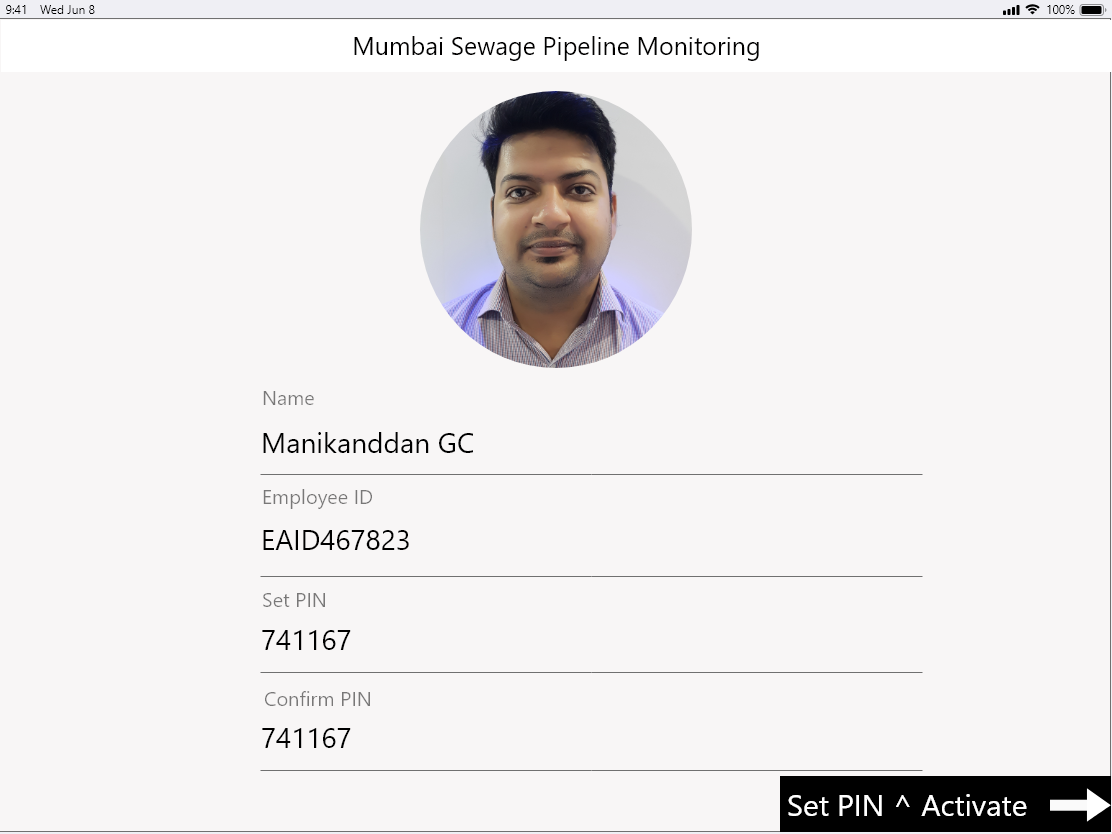 9:41 Wed Jun 8 100%
Mumbai Sewage Pipeline Monitoring
Name
Manikanddan GC
Employee ID
EAID467823
Set PIN
741167
Confirm PIN
741167
Set PIN ^ Activate